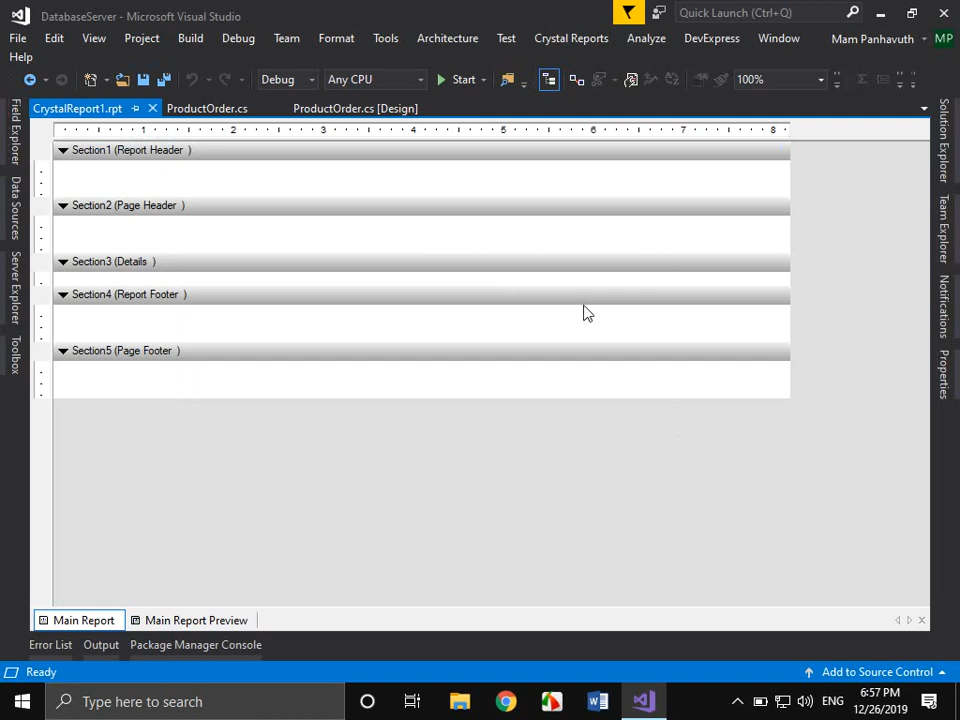 DatabaseServer - Microsoft Visual Studio
Quick Launch (Ctrl+Q)
File Edit View Project Build Debug Team Format Tools Architecture Test Crystal Reports Analyze DevExpress Window Mam Panhavuth MP
Help
Debug Any CPU Start 100%
CrystalReport1.rpt ProductOrder.cs ProductOrder.cs [Design]
1 2 3 4 5 6 7 8
Section1 (Report Header )
Section2 (Page Header )
Section3 (Details )
Section4 (Report Footer )
Section5 (Page Footer )
Field Explorer
Data Sources
Server Explorer
Toolbox
Solution Explorer
Team Explorer
Notifications
Properties
Main Report Main Report Preview
Error List Output Package Manager Console
Ready Add to Source Control
Type here to search
ENG
6:57 PM
12/26/2019